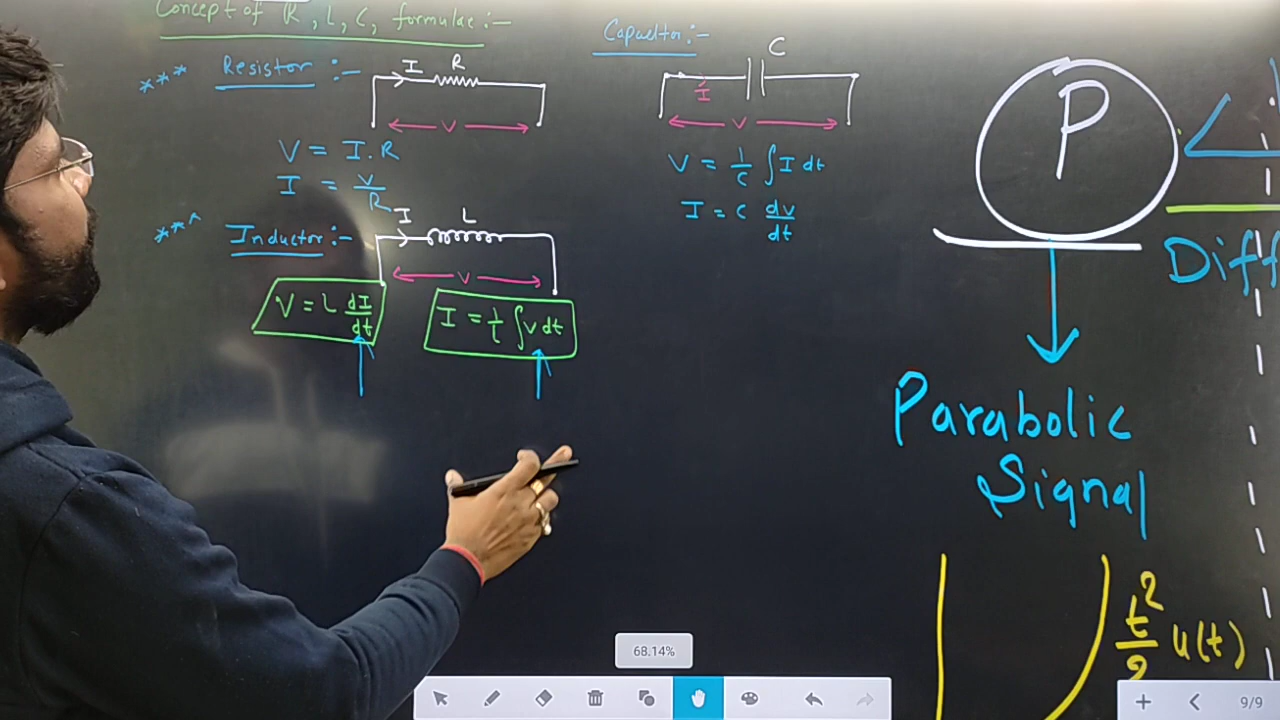 Concept of R, L, C, formulae:-
*** Resistor :-
I R
V
V = I.R
I = V/R
*** Inductor:-
I L
V
V = L dI/dt
I = 1/L ∫v dt
Capacitor:-
C
I
V
V = 1/C ∫I dt
I = C dv/dt
P
Parabolic
Signal
t²/2 u(t)
Diff
68.14%
9/9